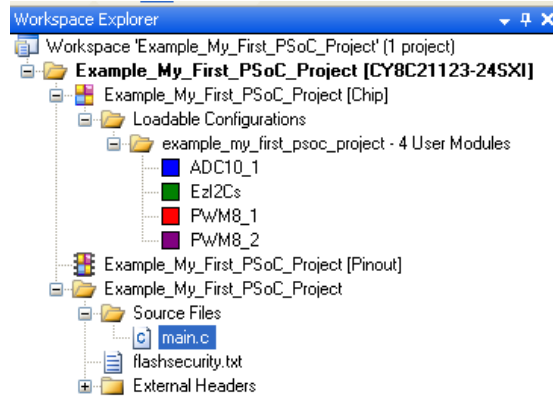 Workspace Explorer
Workspace 'Example_My_First_PSoC_Project' (1 project)
Example_My_First_PSoC_Project [CY8C21123-24SXI]
Example_My_First_PSoC_Project [Chip]
Loadable Configurations
example_my_first_psoc_project - 4 User Modules
ADC10_1
EzI2Cs
PWM8_1
PWM8_2
Example_My_First_PSoC_Project [Pinout]
Example_My_First_PSoC_Project
Source Files
main.c
flashsecurity.txt
External Headers